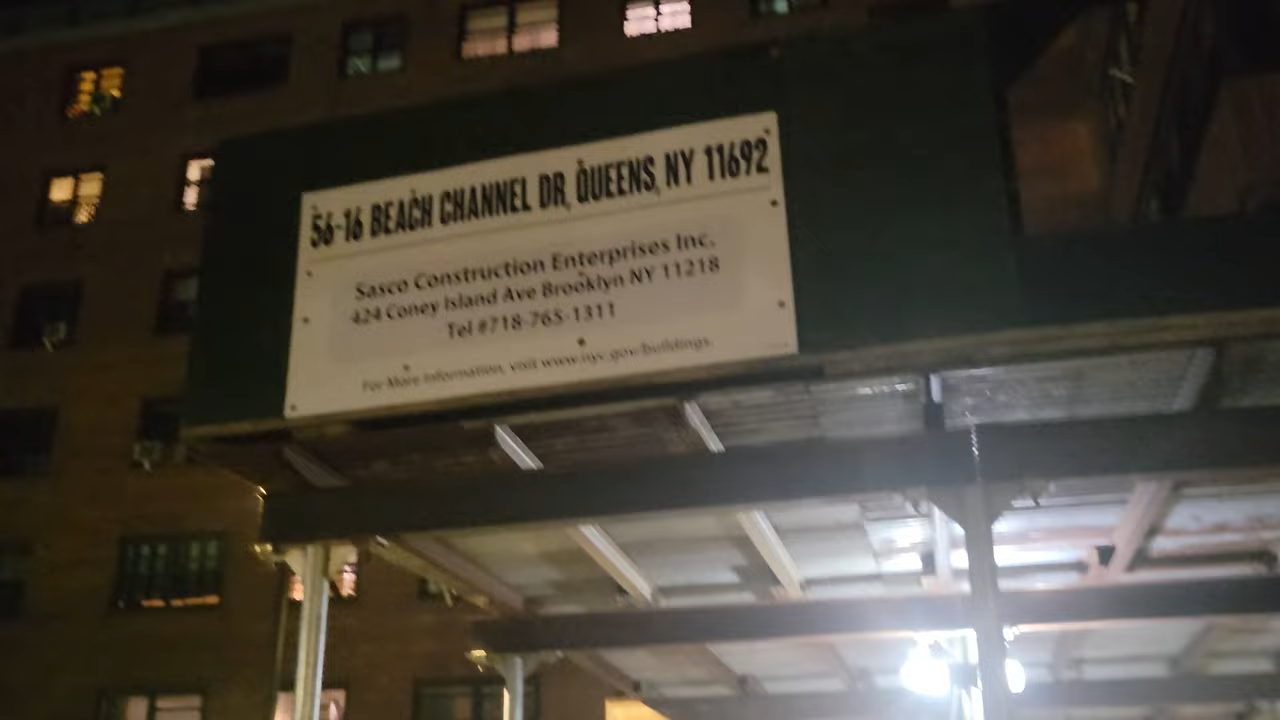 56-16 BEACH CHANNEL DR, QUEENS, NY 11692
Sasco Construction Enterprises Inc.
424 Coney Island Ave Brooklyn NY 11218
Tel #718-765-1311
For More Information, visit www.nyc.gov/buildings.